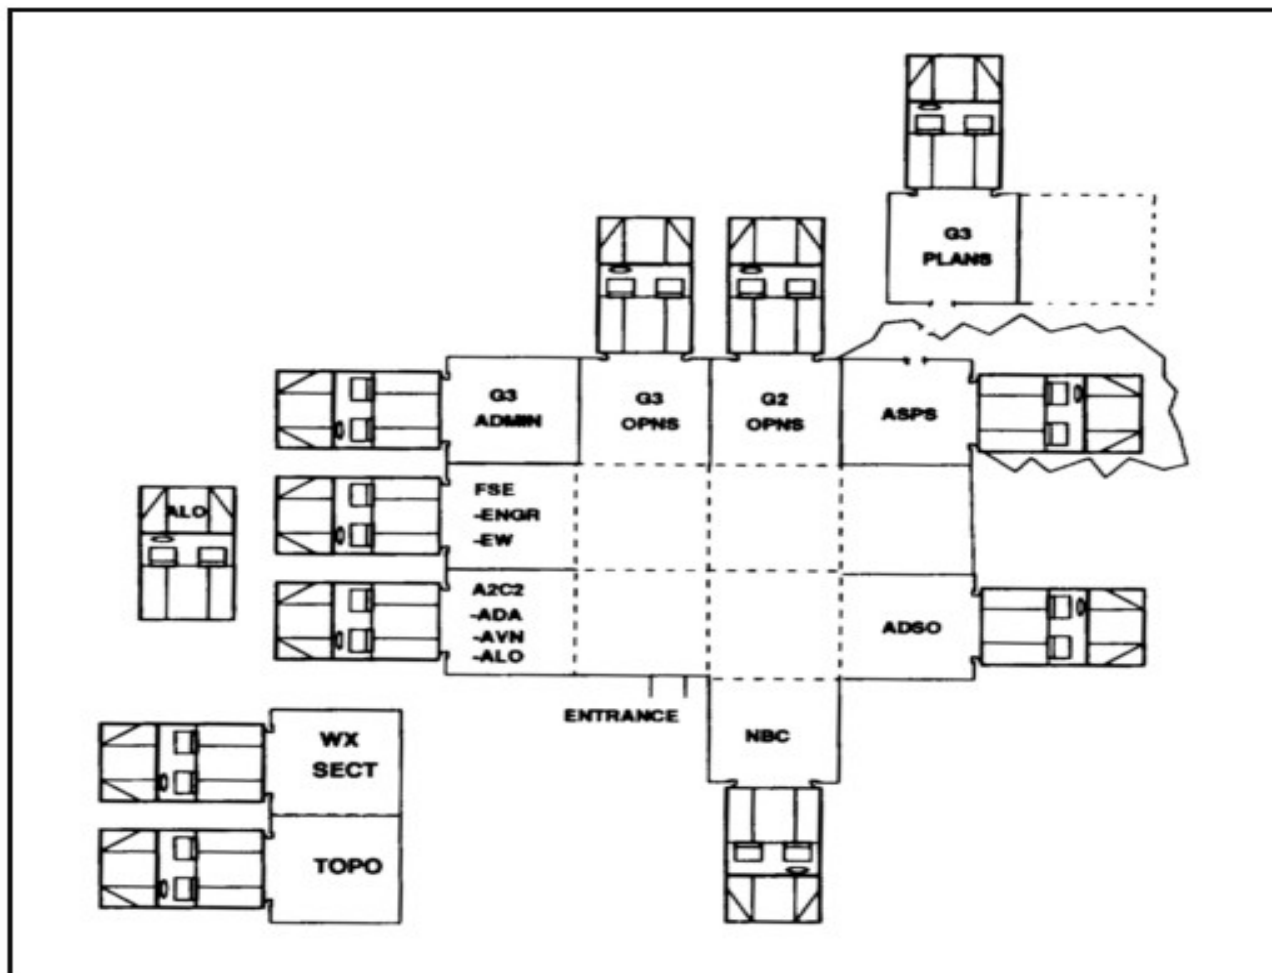 G3
PLANS
G3
ADMIN
G3
OPNS
G2
OPNS
ASPS
ALO
FSE
-ENGR
-EW
A2C2
-ADA
-AVN
-ALO
ADSO
ENTRANCE
NBC
WX
SECT
TOPO